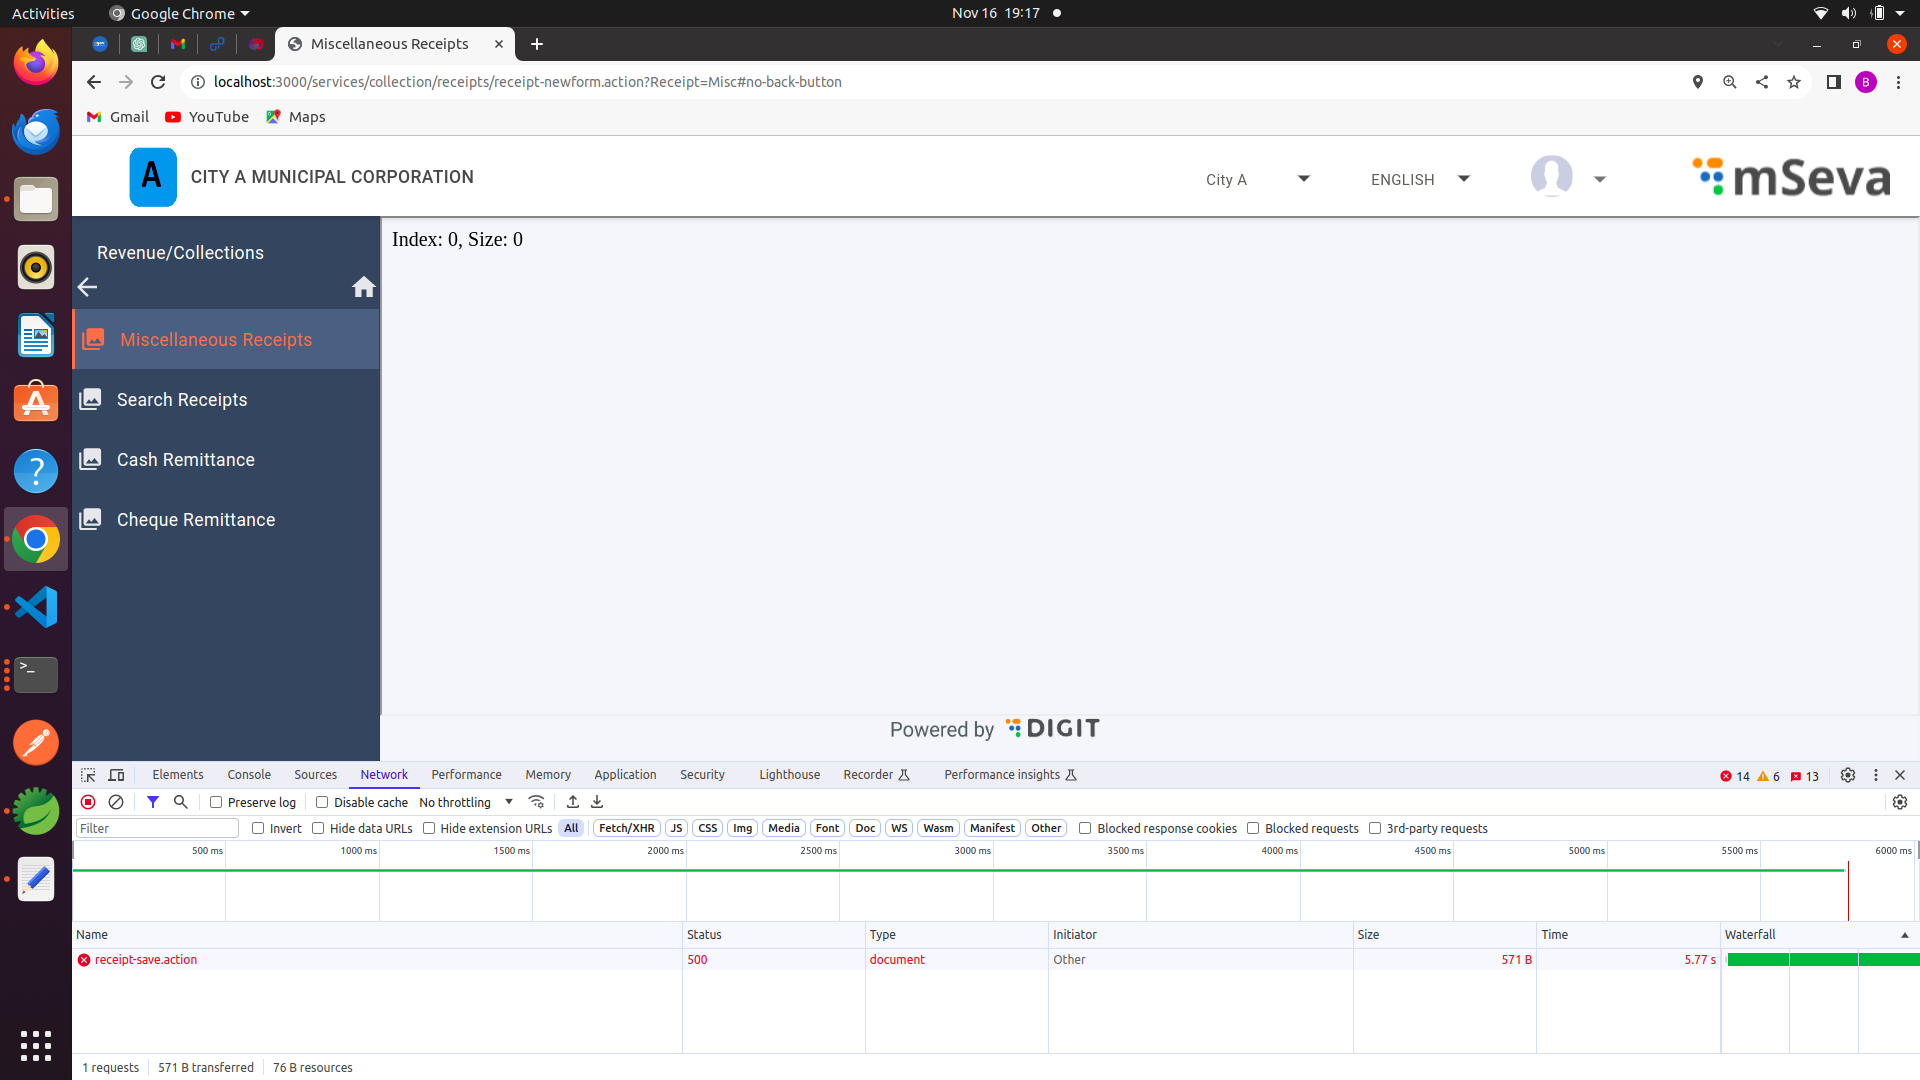 Activities
Google Chrome
Nov 16 19:17
Miscellaneous Receipts
localhost:3000/services/collection/receipts/receipt-newform.action?Receipt=Misc#no-back-button
B
Gmail
YouTube
Maps
A
CITY A MUNICIPAL CORPORATION
City A
ENGLISH
mSeva
Revenue/Collections
Index: 0, Size: 0
Miscellaneous Receipts
Search Receipts
Cash Remittance
Cheque Remittance
Powered by DIGIT
Elements Console Sources Network Performance Memory Application Security Lighthouse Recorder Performance insights 14 6 13
Preserve log Disable cache No throttling
Filter Invert Hide data URLs Hide extension URLs All Fetch/XHR JS CSS Img Media Font Doc WS Wasm Manifest Other Blocked response cookies Blocked requests 3rd-party requests
500 ms 1000 ms 1500 ms 2000 ms 2500 ms 3000 ms 3500 ms 4000 ms 4500 ms 5000 ms 5500 ms 6000 ms
Name Status Type Initiator Size Time Waterfall
receipt-save.action 500 document Other 571 B 5.77 s
1 requests 571 B transferred 76 B resources